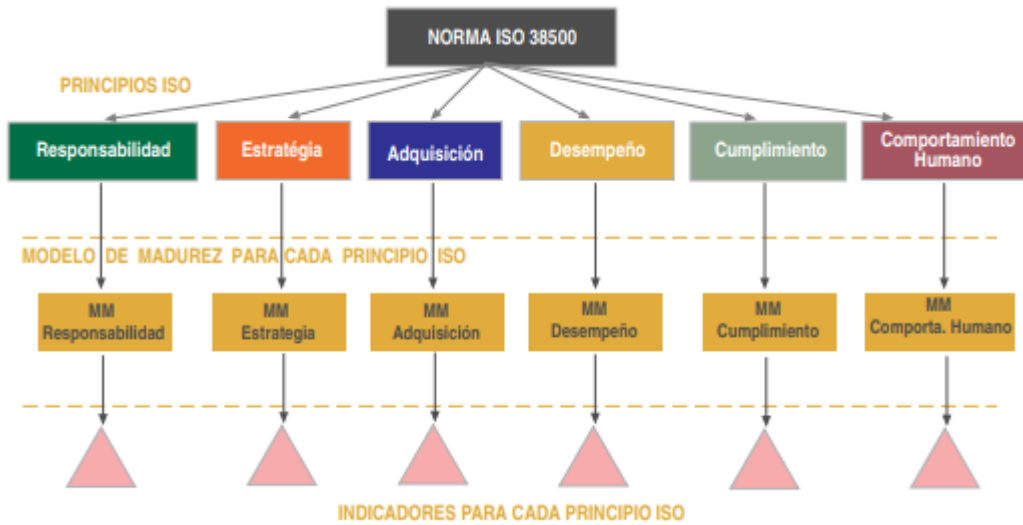 NORMA ISO 38500
PRINCIPIOS ISO
Responsabilidad
Estratégia
Adquisición
Desempeño
Cumplimiento
Comportamiento
Humano
MODELO DE MADUREZ PARA CADA PRINCIPIO ISO
MM
Responsabilidad
MM
Estrategia
MM
Adquisición
MM
Desempeño
MM
Cumplimiento
MM
Comporta. Humano
INDICADORES PARA CADA PRINCIPIO ISO